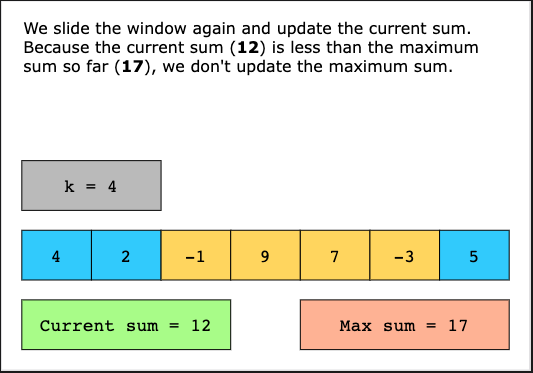 We slide the window again and update the current sum.
Because the current sum (12) is less than the maximum
sum so far (17), we don't update the maximum sum.
k = 4
4 2 -1 9 7 -3 5
Current sum = 12 Max sum = 17